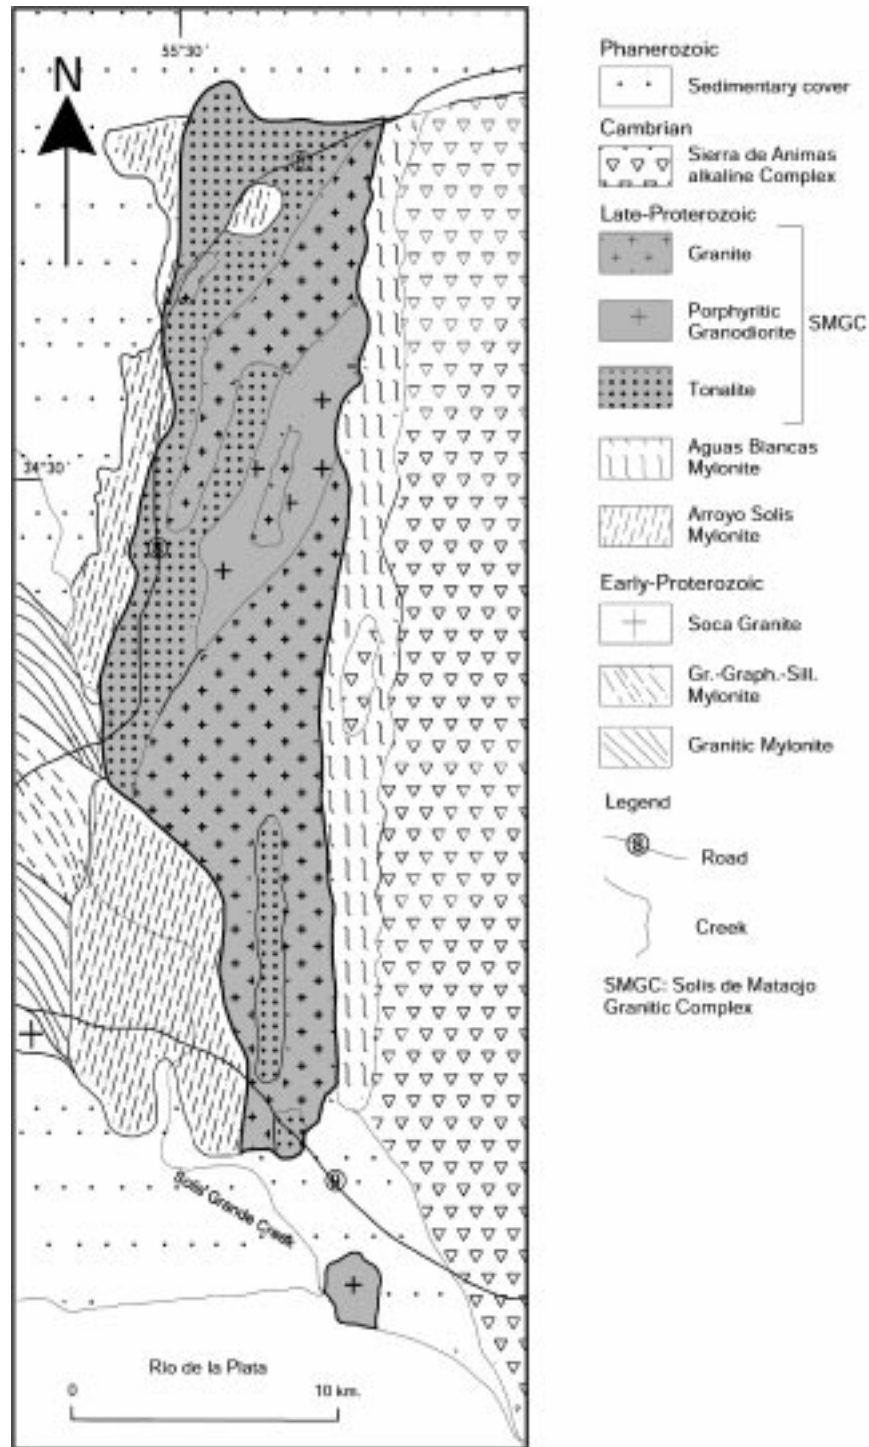 55°30´
N
34°30´
Solis Grande Creek
Rio de la Plata
0
10 km.
Phanerozoic
Sedimentary cover
Cambrian
Sierra de Animas
alkaline Complex
Late-Proterozoic
Granite
Porphyritic
Granodiorite
SMGC
Tonalite
Aguas Blancas
Mylonite
Arroyo Solis
Mylonite
Early-Proterozoic
Soca Granite
Gr.-Graph.-Sill.
Mylonite
Granitic Mylonite
Legend
Road
Creek
SMGC: Solis de Mataojo
Granitic Complex